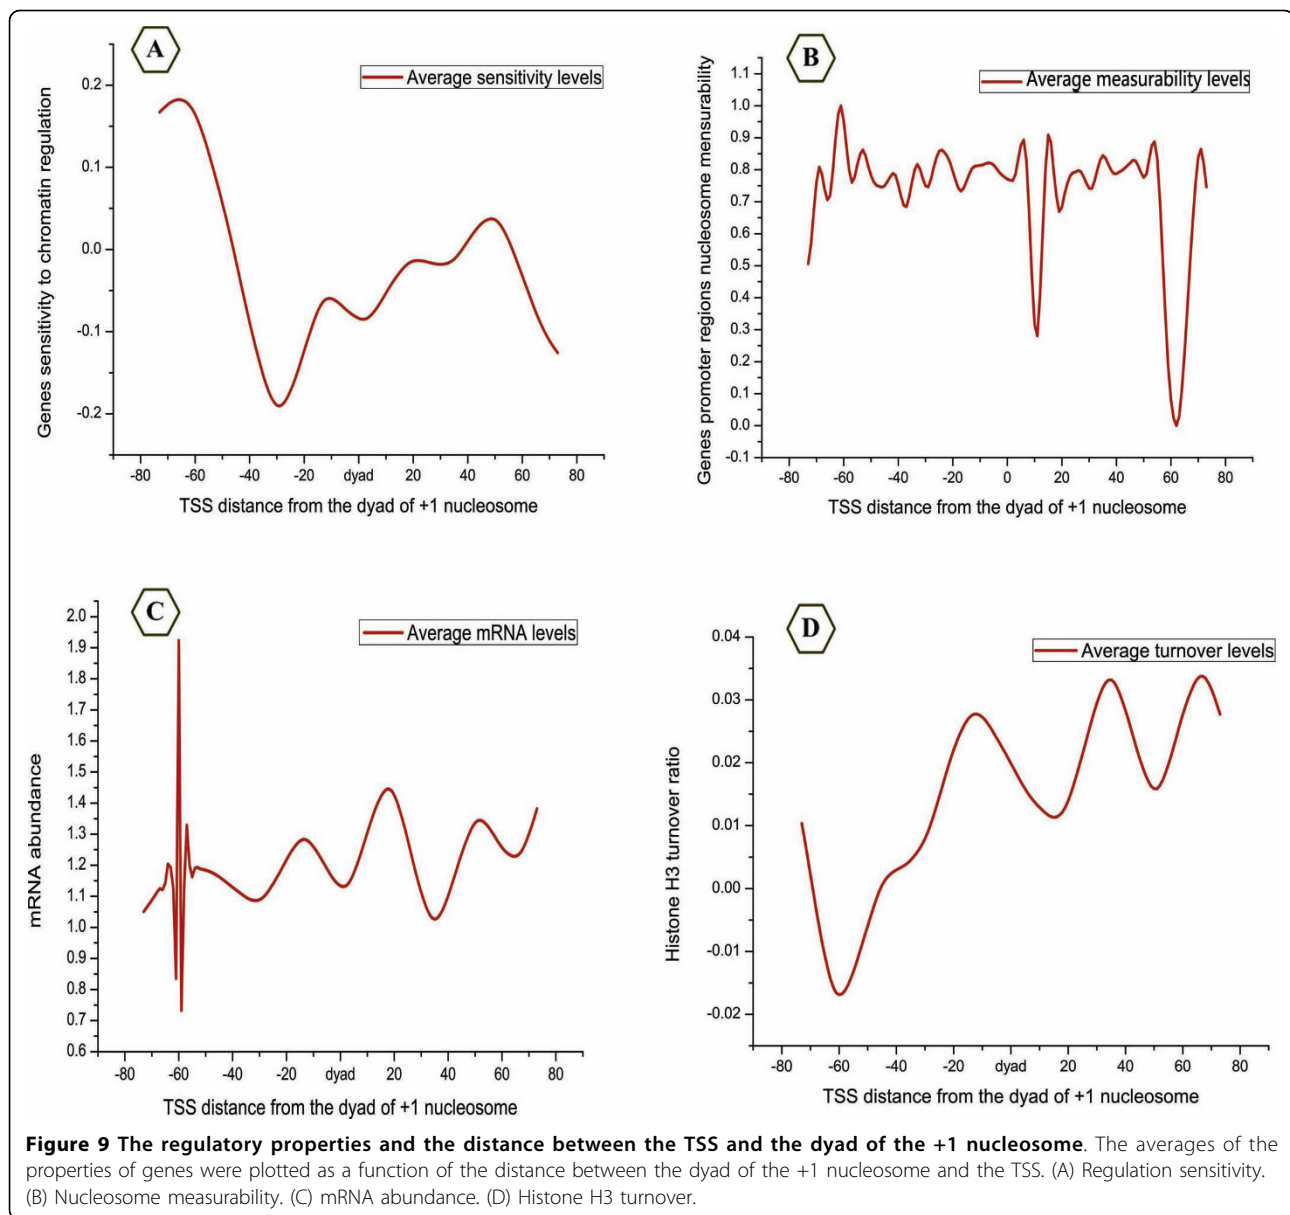 A
Average sensitivity levels
Genes sensitivity to chromatin regulation
0.2
0.1
0.0
-0.1
-0.2
-80 -60 -40 -20 dyad 20 40 60 80
TSS distance from the dyad of +1 nucleosome
B
Average measurability levels
Genes promoter regions nucleosome mensurability
1.1
1.0
0.9
0.8
0.7
0.6
0.5
0.4
0.3
0.2
0.1
0.0
-0.1
-80 -60 -40 -20 0 20 40 60 80
TSS distance from the dyad of +1 nucleosome
C
Average mRNA levels
mRNA abundance
2.0
1.9
1.8
1.7
1.6
1.5
1.4
1.3
1.2
1.1
1.0
0.9
0.8
0.7
0.6
-80 -60 -40 -20 dyad 20 40 60 80
TSS distance from the dyad of +1 nucleosome
D
Average turnover levels
Histone H3 turnover ratio
0.04
0.03
0.02
0.01
0.00
-0.01
-0.02
-80 -60 -40 -20 dyad 20 40 60 80
TSS distance from the dyad of +1 nucleosome
Figure 9 The regulatory properties and the distance between the TSS and the dyad of the +1 nucleosome. The averages of the
properties of genes were plotted as a function of the distance between the dyad of the +1 nucleosome and the TSS. (A) Regulation sensitivity.
(B) Nucleosome measurability. (C) mRNA abundance. (D) Histone H3 turnover.